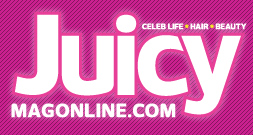 CELEB LIFE • HAIR • BEAUTY
Juicy
MAGONLINE.COM